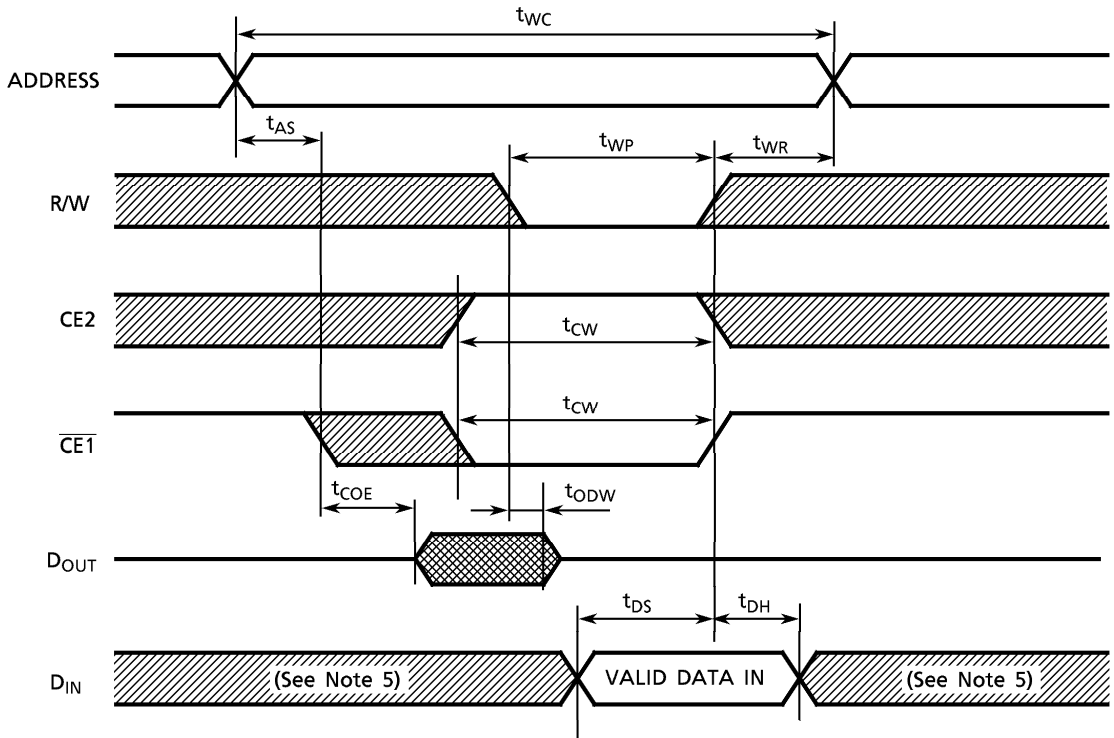 tWC
ADDRESS
tAS
tWP
tWR
R/W
CE2
tCW
CE1
tCW
tCOE
tODW
DOUT
tDS
tDH
DIN
(See Note 5)
VALID DATA IN
(See Note 5)